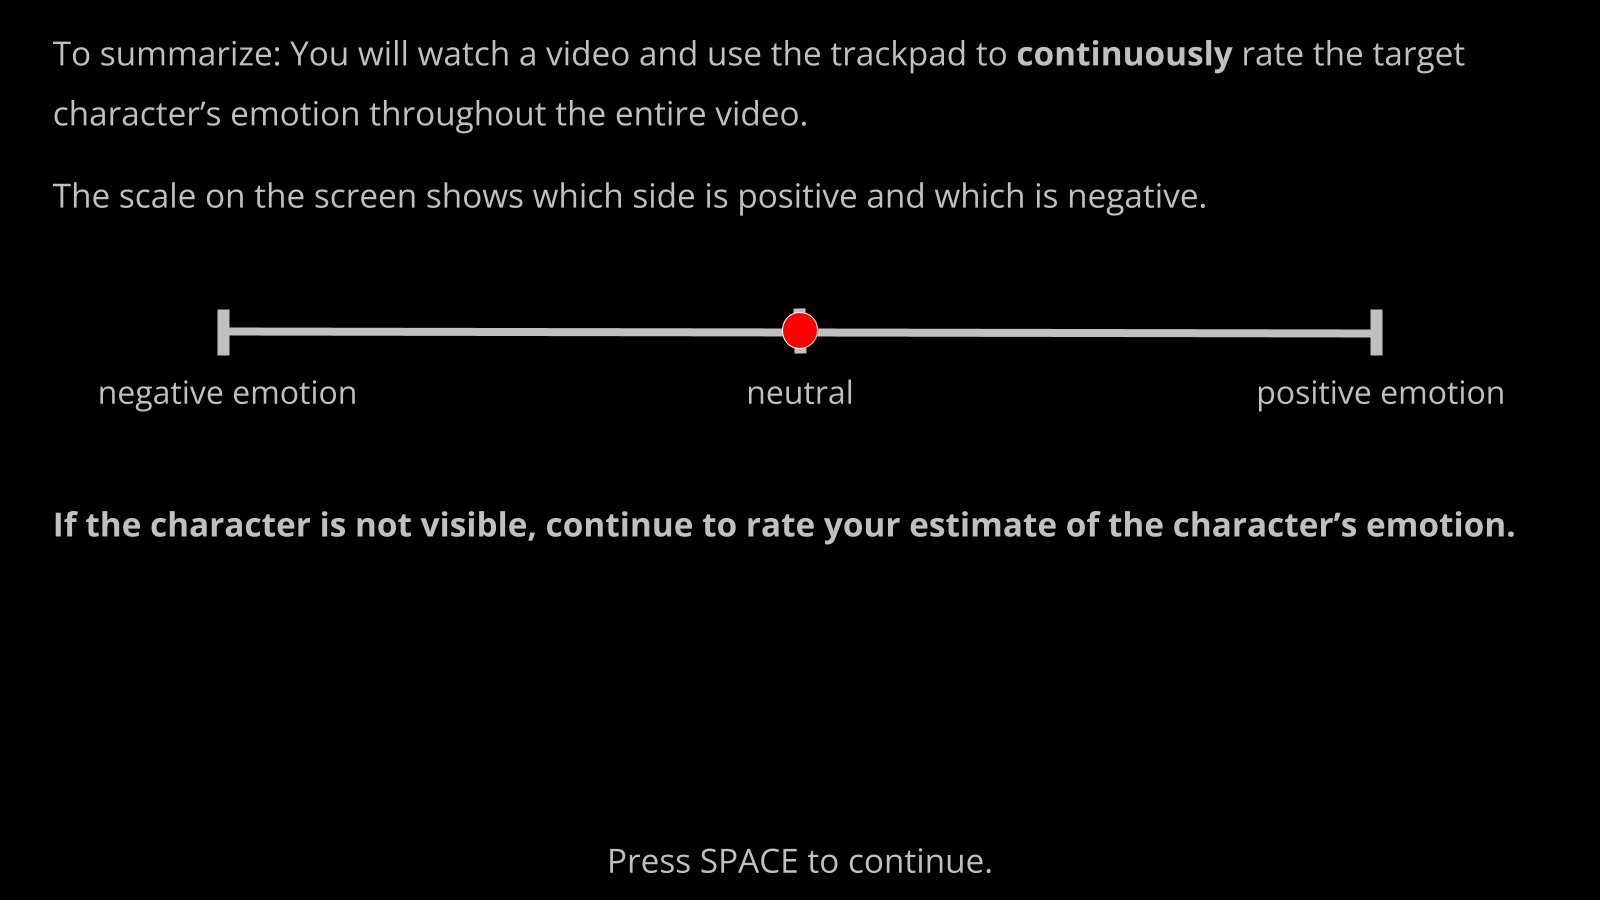 To summarize: You will watch a video and use the trackpad to continuously rate the target
character’s emotion throughout the entire video.
The scale on the screen shows which side is positive and which is negative.
negative emotion
neutral
positive emotion
If the character is not visible, continue to rate your estimate of the character’s emotion.
Press SPACE to continue.